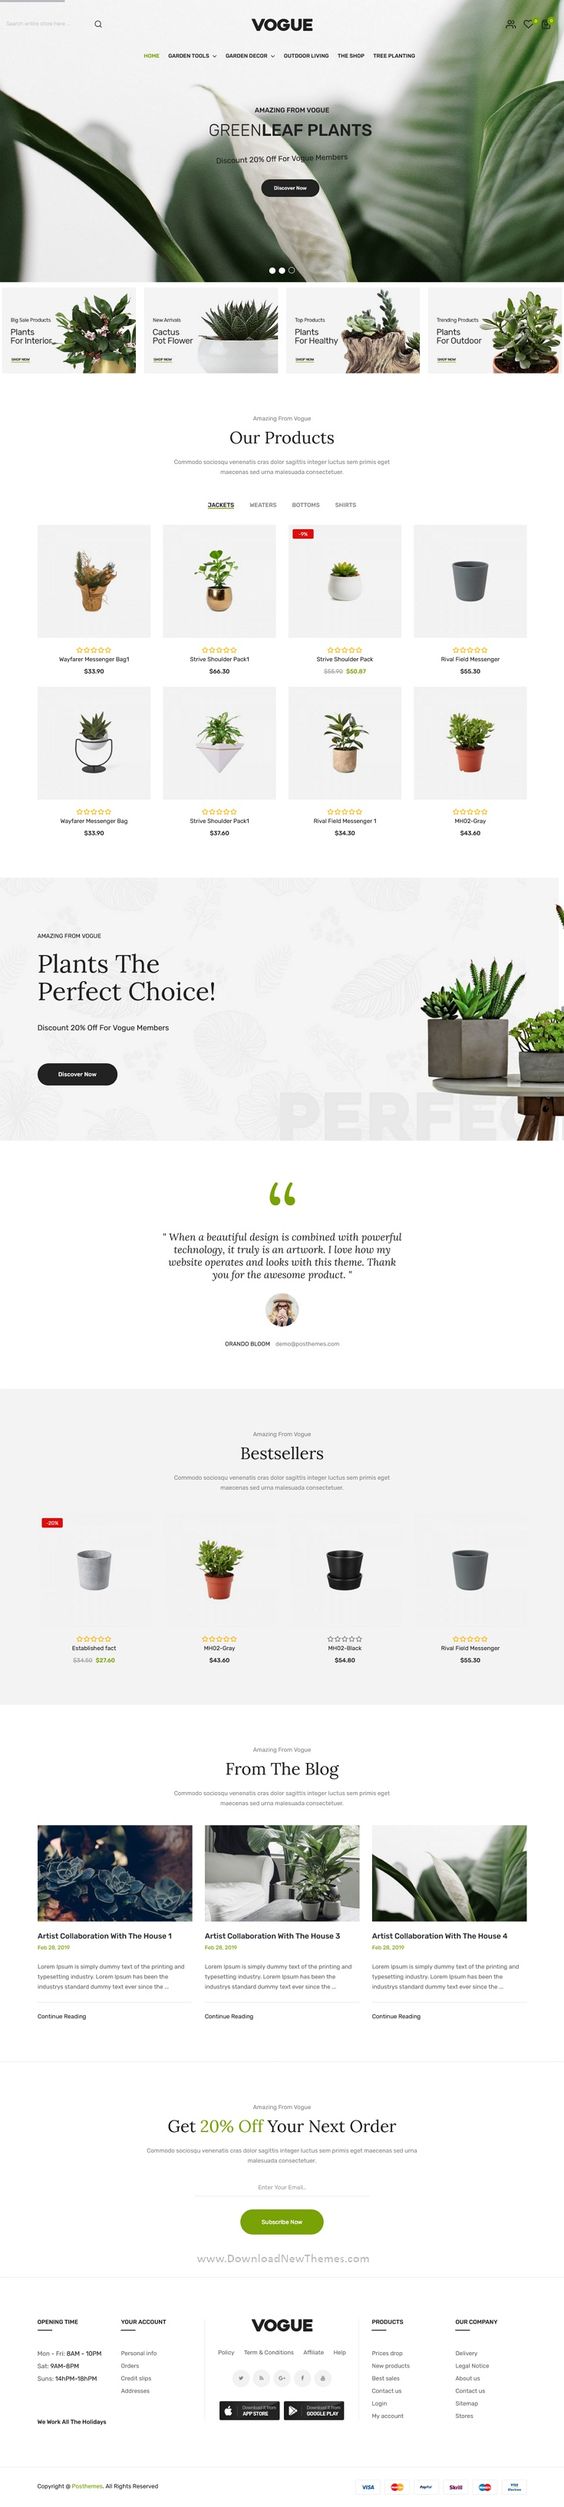 Search entire store here ...
VOGUE
0
0
HOME GARDEN TOOLS GARDEN DECOR OUTDOOR LIVING THE SHOP TREE PLANTING
AMAZING FROM VOGUE
GREENLEAF PLANTS
Discount 20% Off For Vogue Members
Discover Now
Big Sale Products
Plants
For Interior
SHOP NOW
New Arrivals
Cactus
Pot Flower
SHOP NOW
Top Products
Plants
For Healthy
SHOP NOW
Trending Products
Plants
For Outdoor
SHOP NOW
Amazing From Vogue
Our Products
Commodo sociosqu venenatis cras dolor sagittis integer luctus sem primis eget
maecenas sed urna malesuada consectetuer.
JACKETS WEATERS BOTTOMS SHIRTS
-9%
Wayfarer Messenger Bag1
$33.90
Strive Shoulder Pack1
$66.30
Strive Shoulder Pack
$55.90 $50.87
Rival Field Messenger
$55.30
Wayfarer Messenger Bag
$33.90
Strive Shoulder Pack1
$37.60
Rival Field Messenger 1
$34.30
MH02-Gray
$43.60
AMAZING FROM VOGUE
Plants The
Perfect Choice!
Discount 20% Off For Vogue Members
Discover Now
PERFEC
" When a beautiful design is combined with powerful
technology, it truly is an artwork. I love how my
website operates and looks with this theme. Thank
you for the awesome product. "
ORANDO BLOOM demo@posthemes.com
Amazing From Vogue
Bestsellers
Commodo sociosqu venenatis cras dolor sagittis integer luctus sem primis eget
maecenas sed urna malesuada consectetuer.
-20%
Established fact
$34.50 $27.60
MH02-Gray
$43.60
MH02-Black
$54.80
Rival Field Messenger
$55.30
Amazing From Vogue
From The Blog
Commodo sociosqu venenatis cras dolor sagittis integer luctus sem primis eget
maecenas sed urna malesuada consectetuer.
Artist Collaboration With The House 1
Feb 28, 2019
Lorem Ipsum is simply dummy text of the printing and
typesetting industry. Lorem Ipsum has been the
industrys standard dummy text ever since the ...
Continue Reading
Artist Collaboration With The House 3
Feb 28, 2019
Lorem Ipsum is simply dummy text of the printing and
typesetting industry. Lorem Ipsum has been the
industrys standard dummy text ever since the ...
Continue Reading
Artist Collaboration With The House 4
Feb 28, 2019
Lorem Ipsum is simply dummy text of the printing and
typesetting industry. Lorem Ipsum has been the
industrys standard dummy text ever since the ...
Continue Reading
Amazing From Vogue
Get 20% Off Your Next Order
Commodo sociosqu venenatis cras dolor sagittis integer luctus sem primis eget maecenas sed urna
malesuada consectetuer.
Enter Your Email...
Subscribe Now
www.DownloadNewThemes.com
OPENING TIME
Mon - Fri: 8AM - 10PM
Sat: 9AM-8PM
Suns: 14hPM-18hPM
We Work All The Holidays
YOUR ACCOUNT
Personal info
Orders
Credit slips
Addresses
VOGUE
Policy Term & Conditions Affiliate Help
Download it from
APP STORE
Download it from
GOOGLE PLAY
PRODUCTS
Prices drop
New products
Best sales
Contact us
Login
My account
OUR COMPANY
Delivery
Legal Notice
About us
Contact us
Sitemap
Stores
Copyright @ Posthemes. All Rights Reserved
VISA
PayPal
Skrill
VISA